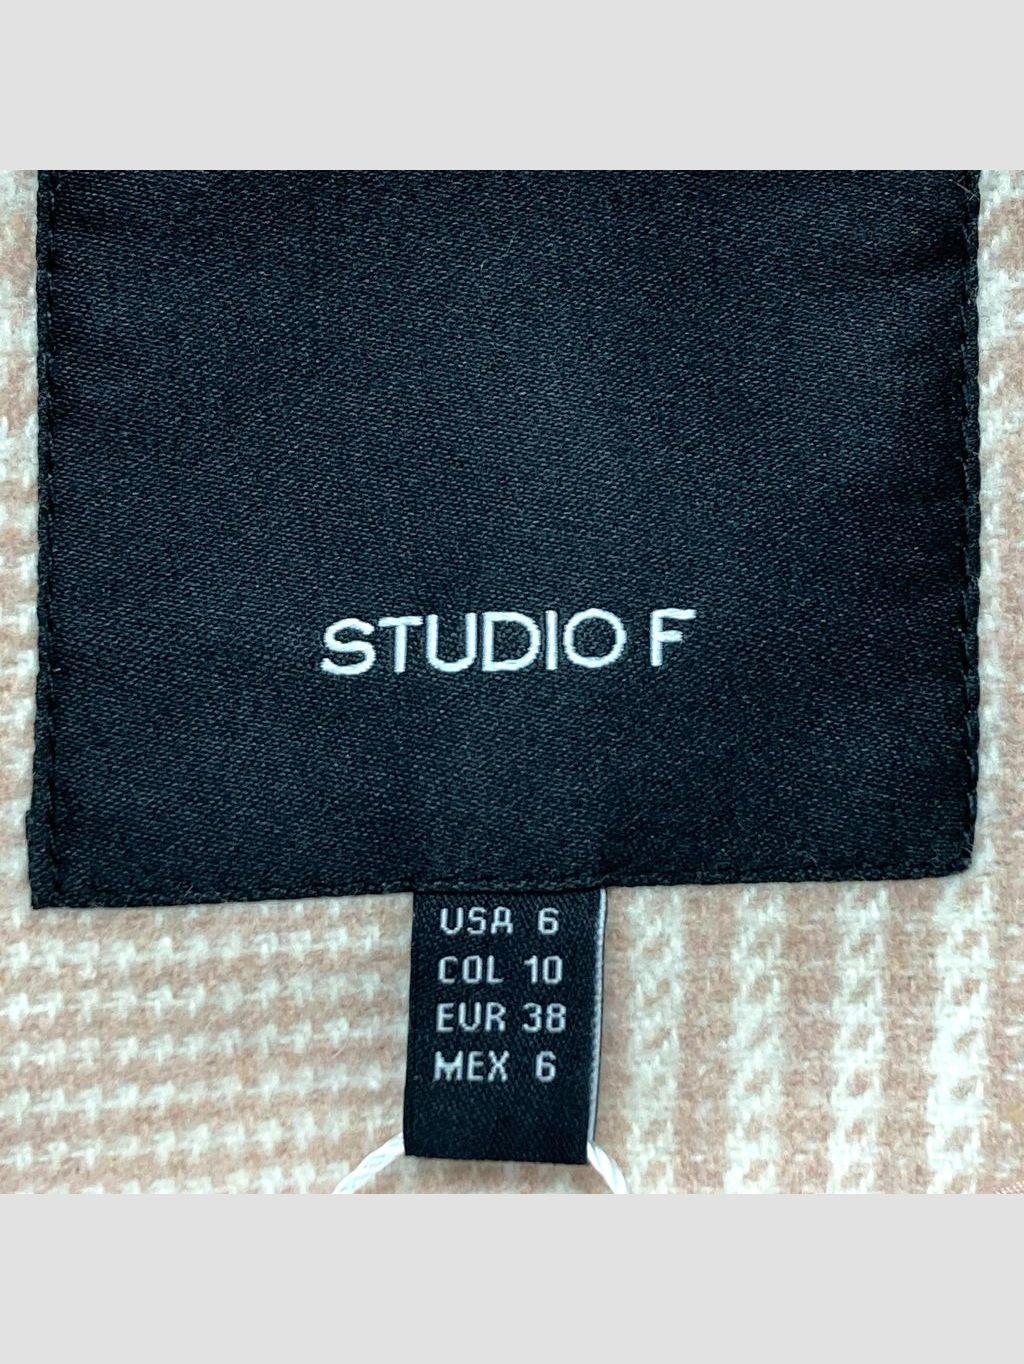 STUDIO F
USA 6
COL 10
EUR 38
MEX 6